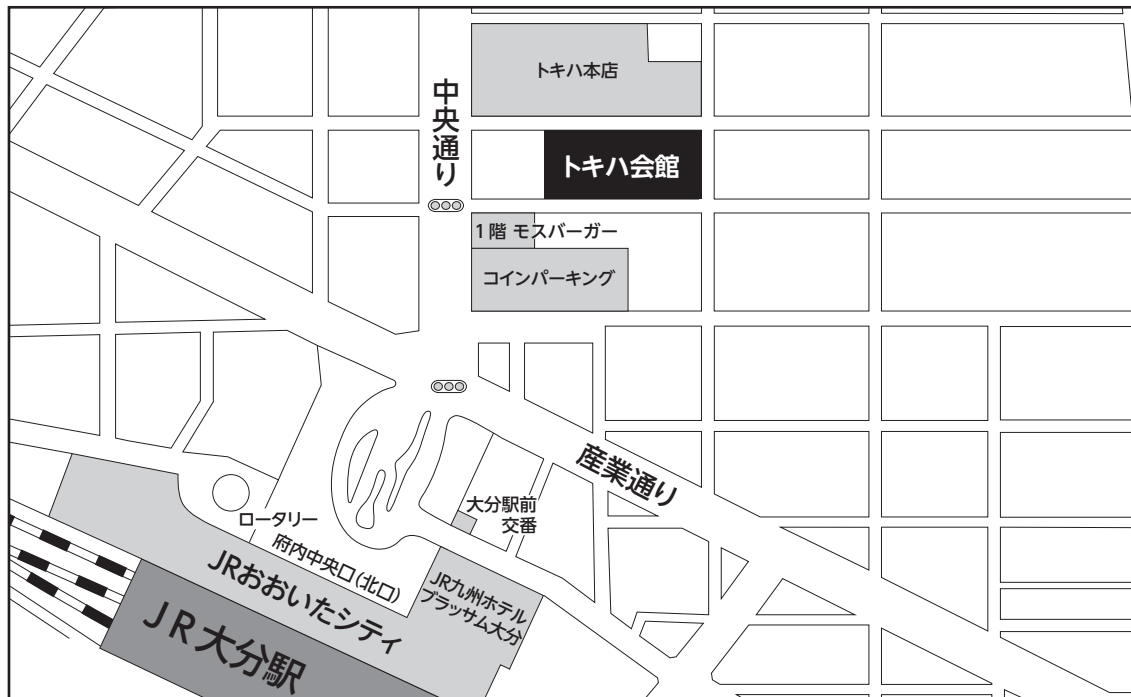 トキハ本店
中央通り
トキハ会館
1階 モスバーガー
コインパーキング
産業通り
大分駅前
交番
ロータリー
府内中央口(北口)
JRおおいたシティ
JR九州ホテル
ブラッサム大分
JR大分駅